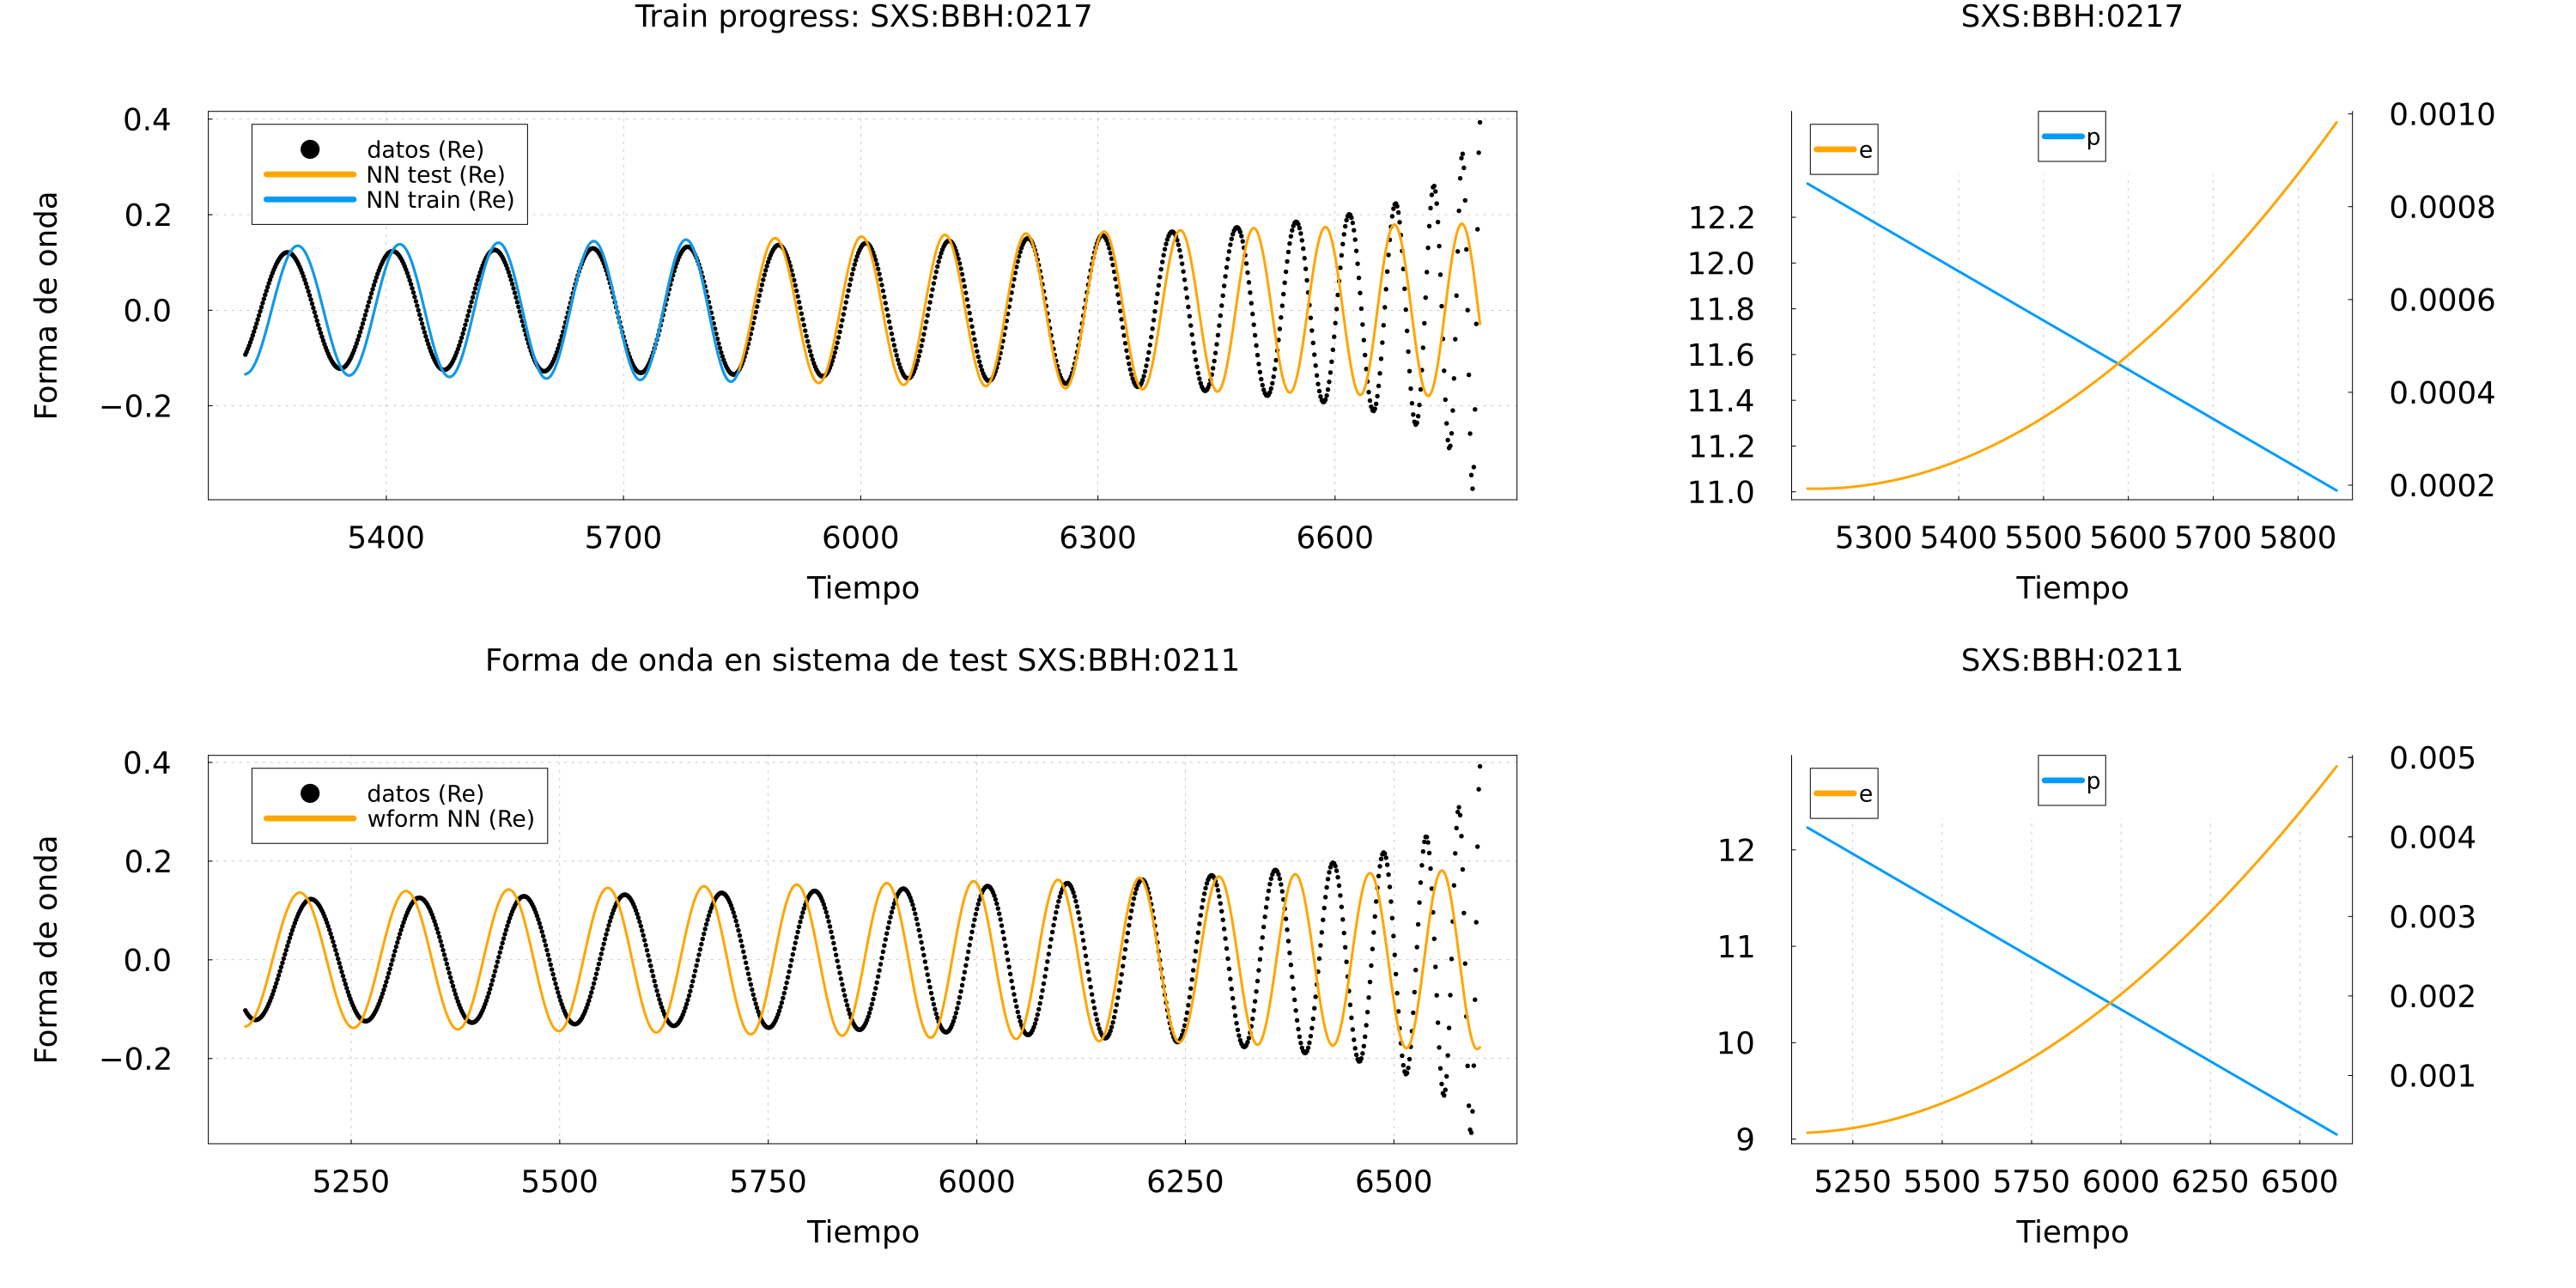 Train progress: SXS:BBH:0217
0.4
0.2
0.0
−0.2
Forma de onda
datos (Re)
NN test (Re)
NN train (Re)
5400 5700 6000 6300 6600
Tiempo
SXS:BBH:0217
12.2
12.0
11.8
11.6
11.4
11.2
11.0
e
p
0.0010
0.0008
0.0006
0.0004
0.0002
5300 5400 5500 5600 5700 5800
Tiempo
Forma de onda en sistema de test SXS:BBH:0211
0.4
0.2
0.0
−0.2
Forma de onda
datos (Re)
wform NN (Re)
5250 5500 5750 6000 6250 6500
Tiempo
SXS:BBH:0211
12
11
10
9
e
p
0.005
0.004
0.003
0.002
0.001
5250 5500 5750 6000 6250 6500
Tiempo